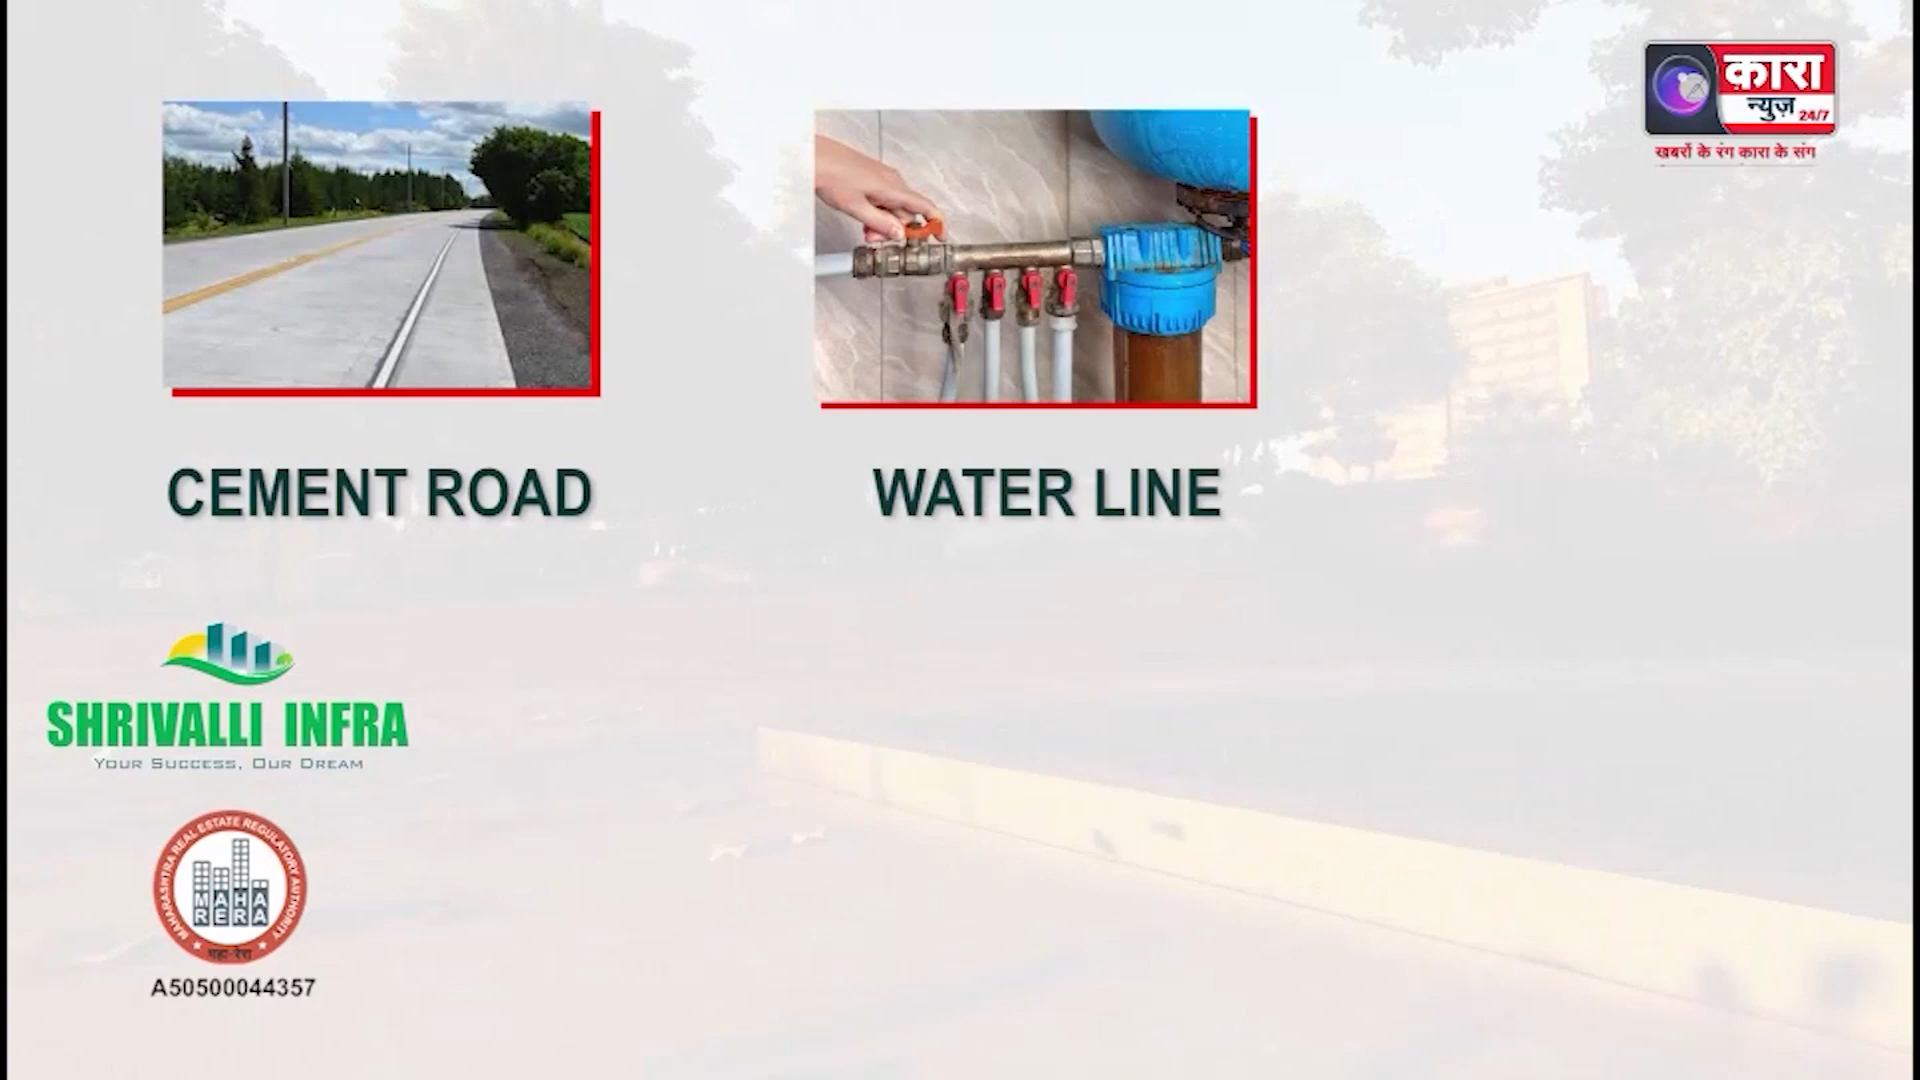 कारा
न्युज़ 24/7
खबरों के रंग कारा के संग
CEMENT ROAD
WATER LINE
SHRIVALLI INFRA
YOUR SUCCESS, OUR DREAM
MAHARASHTRA REAL ESTATE REGULATORY AUTHORITY
MAHA
RERA
महा-रेरा
A50500044357